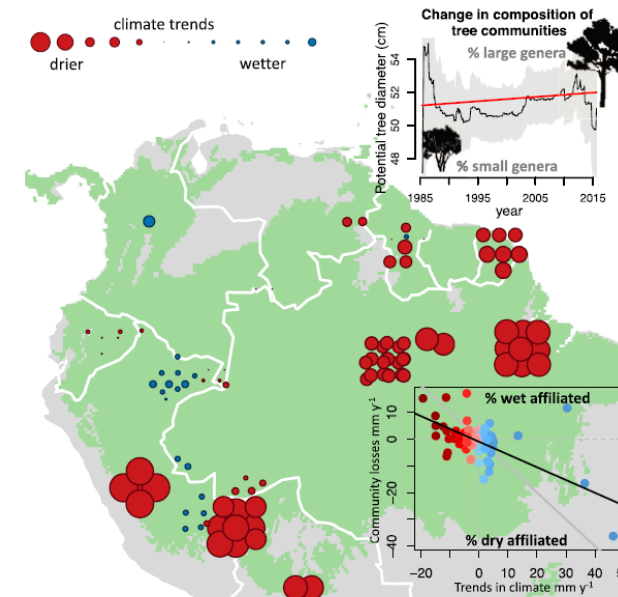 climate trends
drier
wetter
Change in composition of
tree communities
Potential tree diameter (cm)
54
52
50
48
% large genera
% small genera
1985
1995
2005
2015
year
% wet affiliated
Community losses mm y⁻¹
10
0
−20
−40
% dry affiliated
−20
0
10
20
30
40
Trends in climate mm y⁻¹